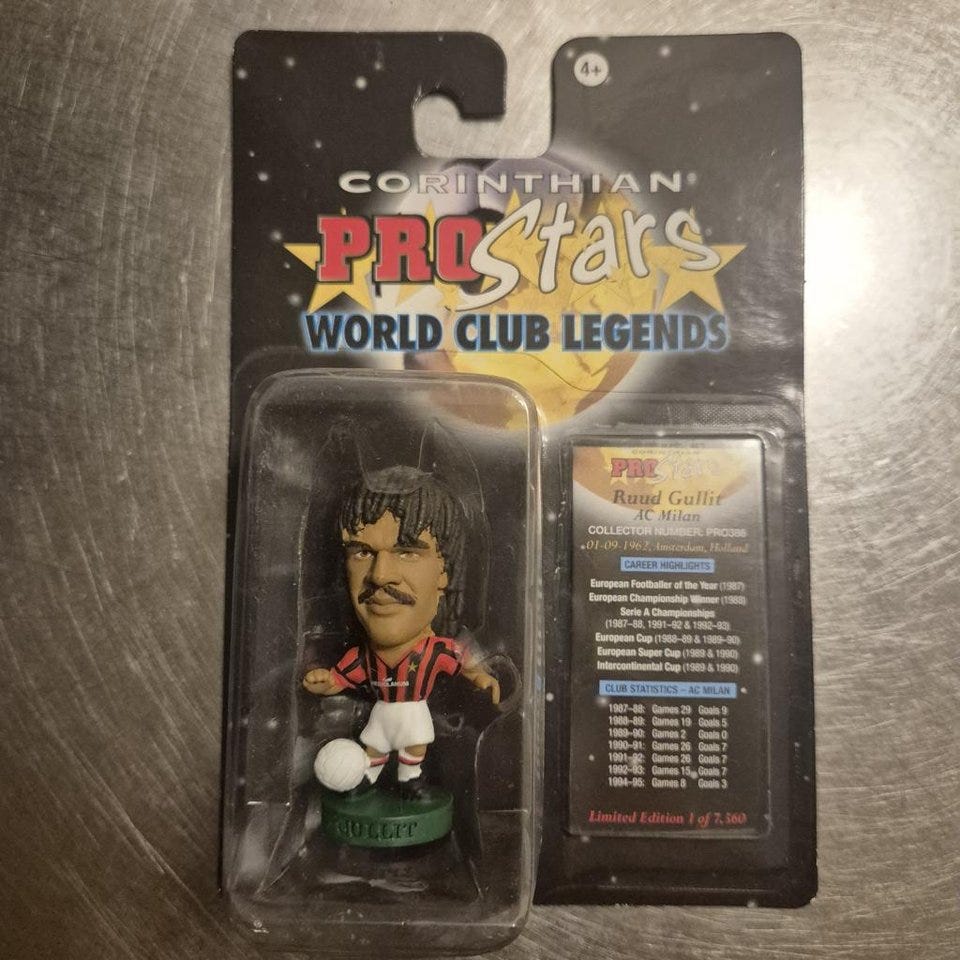 4+
CORINTHIAN®
PROStars
WORLD CLUB LEGENDS
CORINTHIAN
PROStars
Ruud Gullit
AC Milan
COLLECTOR NUMBER: PRO386
01-09-1962, Amsterdam, Holland
CAREER HIGHLIGHTS
European Footballer of the Year (1987)
European Championship Winner (1988)
Serie A Championships
(1987–88, 1991–92 & 1992–93)
European Cup (1988–89 & 1989–90)
European Super Cup (1989 & 1990)
Intercontinental Cup (1989 & 1990)
CLUB STATISTICS – AC MILAN
1987–88: Games 29 Goals 9
1988–89: Games 19 Goals 5
1989–90: Games 2 Goals 0
1990–91: Games 26 Goals 7
1991–92: Games 26 Goals 7
1992–93: Games 15 Goals 7
1994–95: Games 8 Goals 3
Limited Edition 1 of 7,560
GULLIT